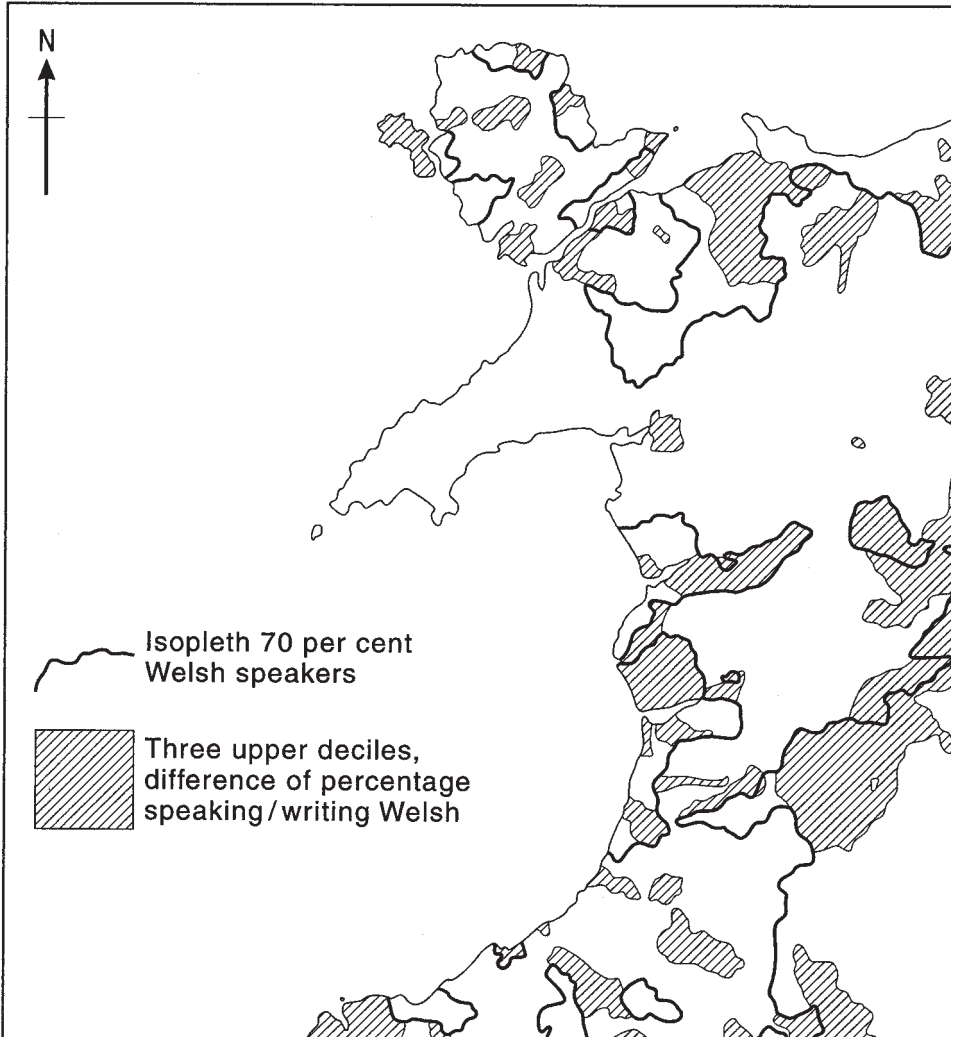 N
Isopleth 70 per cent
Welsh speakers
Three upper deciles,
difference of percentage
speaking/writing Welsh